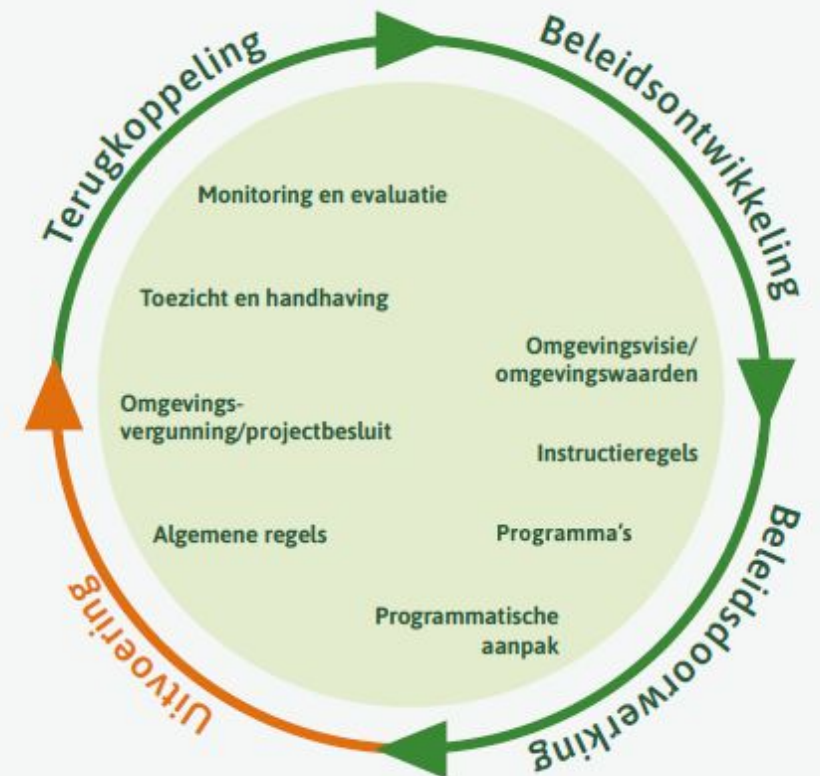 Terugkoppeling
Beleidsontwikkeling
Monitoring en evaluatie
Toezicht en handhaving
Omgevingsvisie/
omgevingswaarden
Omgevings-
vergunning/projectbesluit
Instructieregels
Algemene regels
Programma's
Programmatische
aanpak
Uitvoering
Beleidsdoorwerking